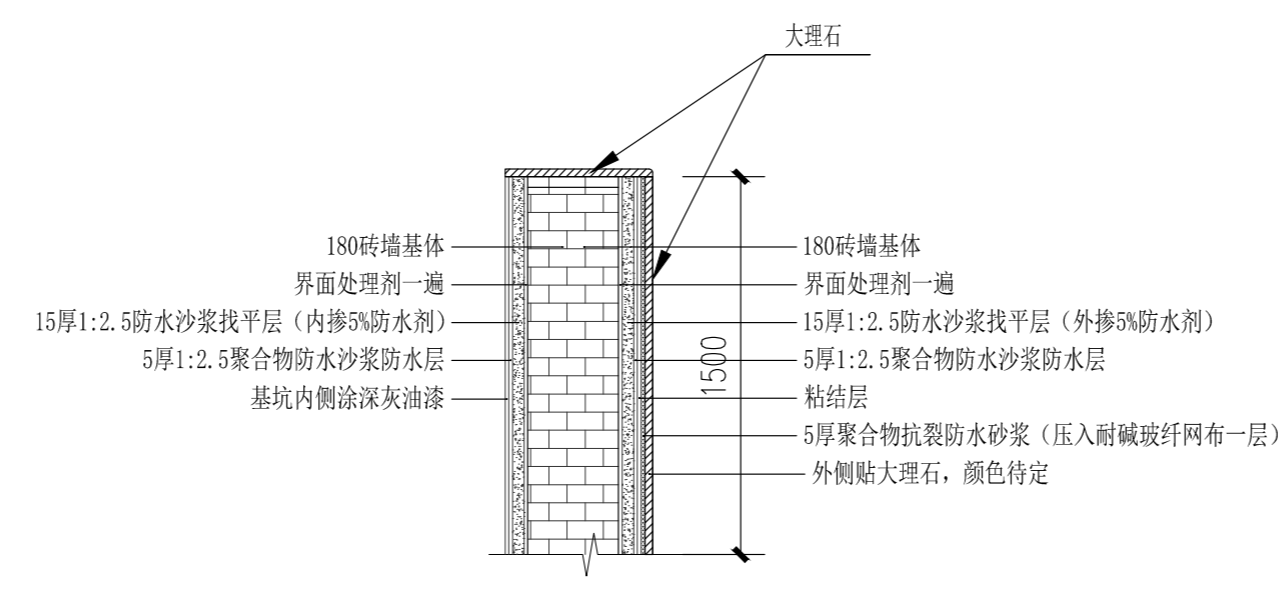 大理石
180砖墙基体
界面处理剂一遍
15厚1:2.5防水沙浆找平层（内掺5%防水剂）
5厚1:2.5聚合物防水沙浆防水层
基坑内侧涂深灰油漆
180砖墙基体
界面处理剂一遍
15厚1:2.5防水沙浆找平层（外掺5%防水剂）
5厚1:2.5聚合物防水沙浆防水层
粘结层
5厚聚合物抗裂防水砂浆（压入耐碱玻纤网布一层）
外侧贴大理石，颜色待定
1500